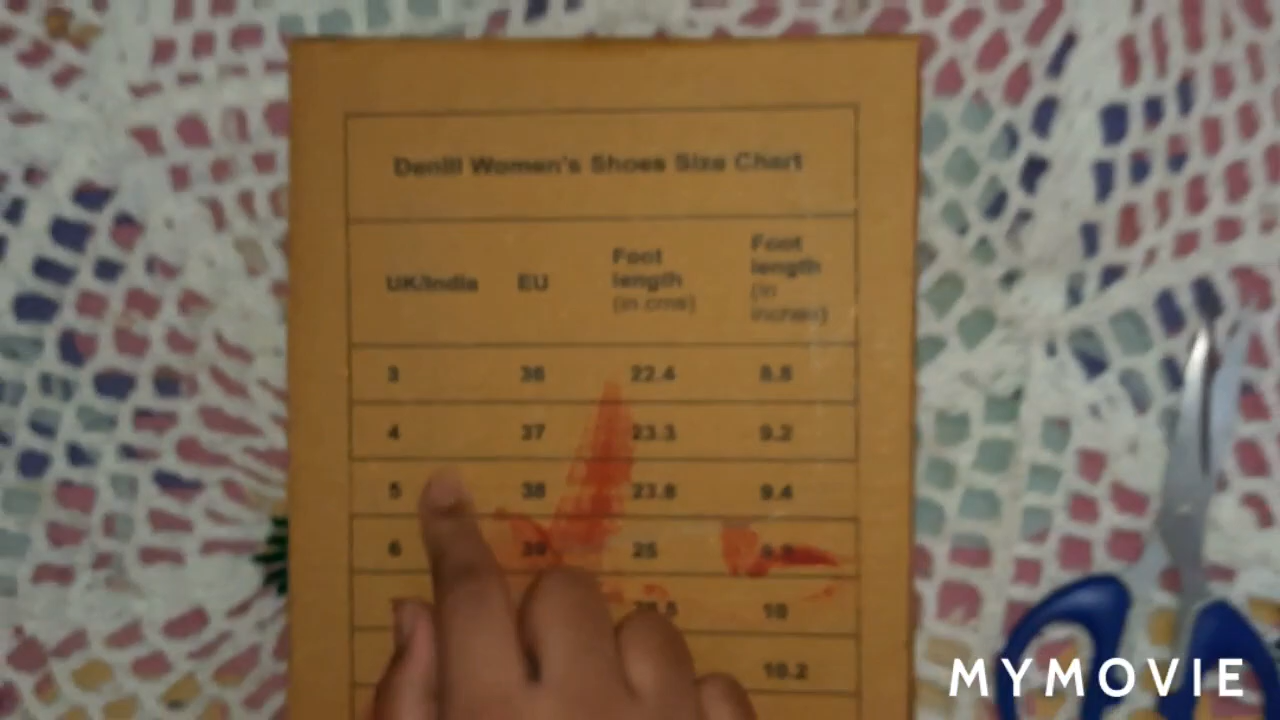 Denill Women's Shoes Size Chart
UK/India EU Foot length (in cms) Foot length (in inches)
3 36 22.4 8.8
4 37 23.3 9.2
5 38 23.8 9.4
6 39 25
10
10.2
MYMOVIE